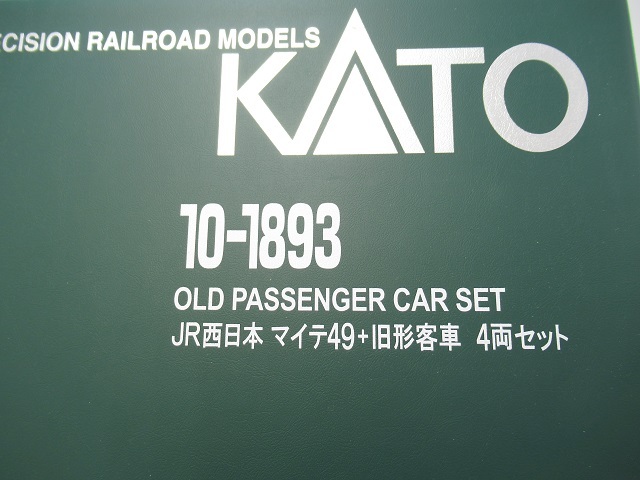 ECISION RAILROAD MODELS
KATO
10-1893
OLD PASSENGER CAR SET
JR西日本 マイテ49+旧形客車 4両セット